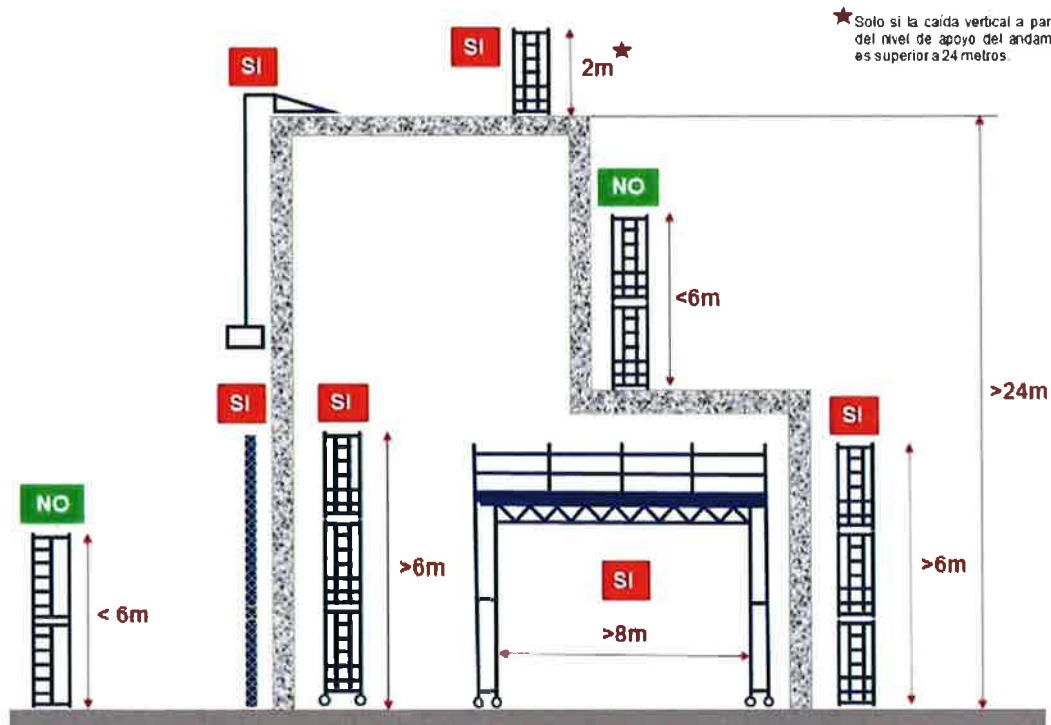 ★ Solo si la caída vertical a par
del nivel de apoyo del andam
es superior a 24 metros.
SI
SI
2m ★
NO
<6m
>24m
SI
SI
SI
NO
< 6m
>6m
SI
>8m
>6m